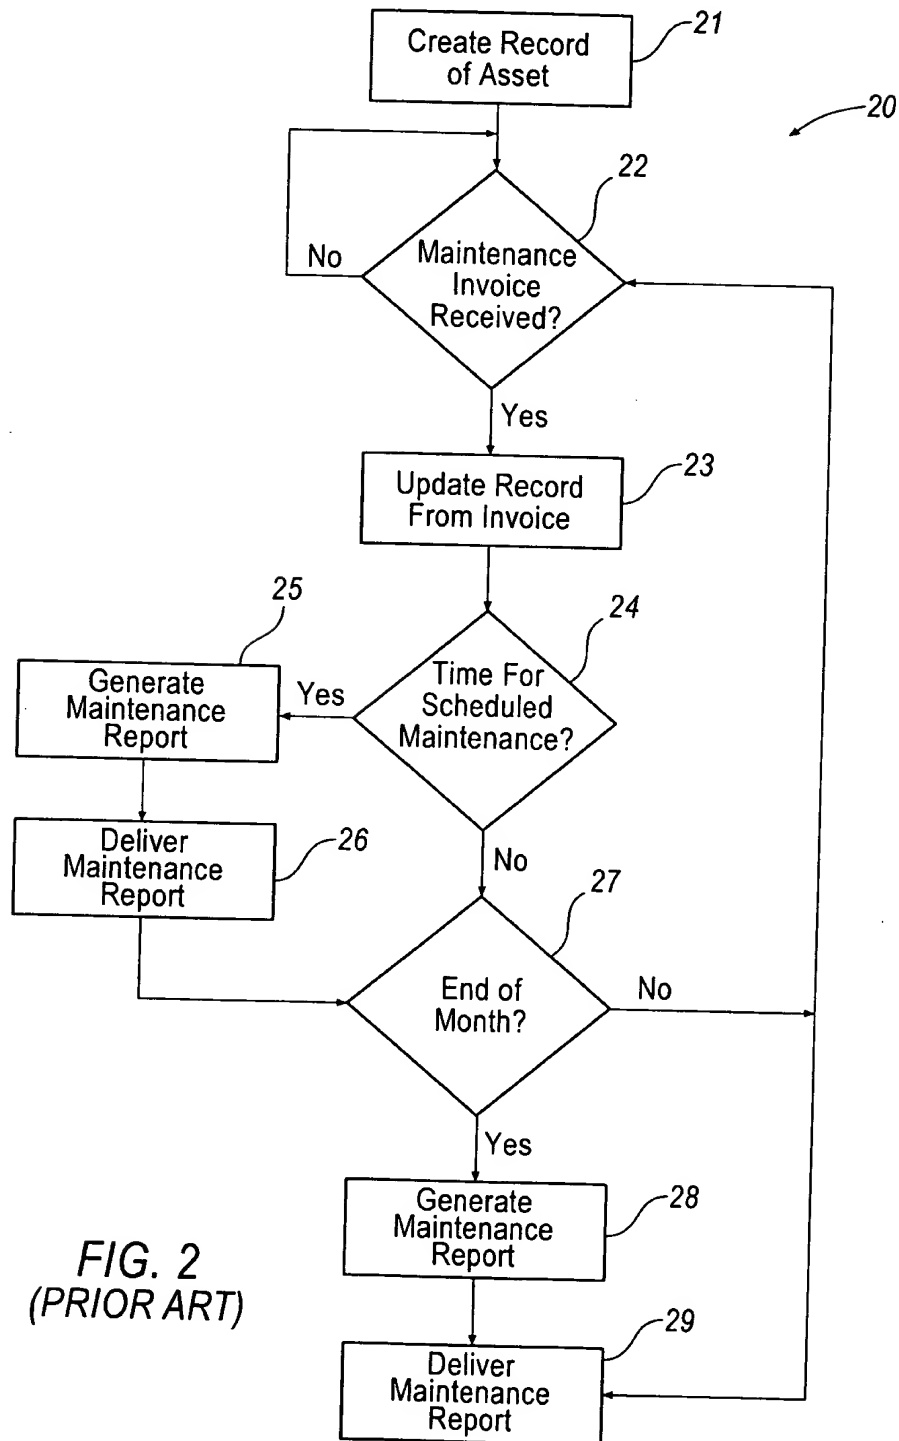 Create Record
of Asset
21
20
22
Maintenance
Invoice
Received?
No
Yes
Update Record
From Invoice
23
24
Time For
Scheduled
Maintenance?
Yes
25
Generate
Maintenance
Report
Deliver
Maintenance
Report
26
No
27
End of
Month?
No
Yes
Generate
Maintenance
Report
28
Deliver
Maintenance
Report
29
FIG. 2
(PRIOR ART)